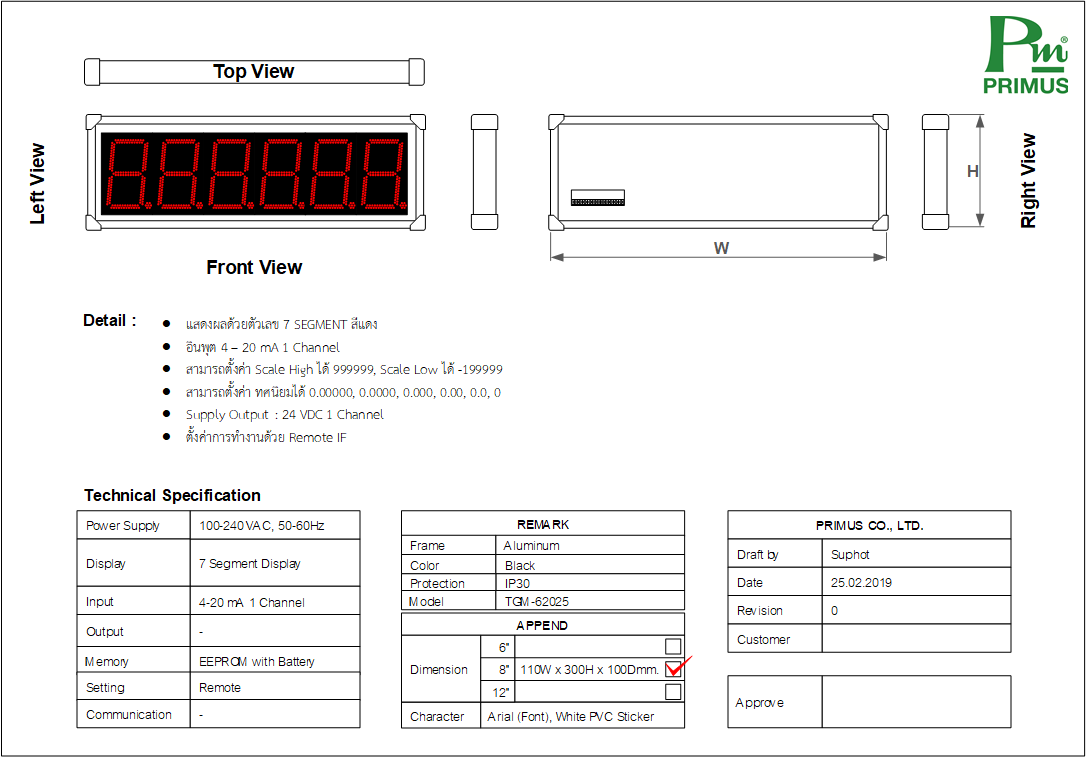 Pm®
PRIMUS
Top View
Left View
H
Right View
W
Front View
Detail :
● แสดงผลด้วยตัวเลข 7 SEGMENT สีแดง
● อินพุต 4 – 20 mA 1 Channel
● สามารถตั้งค่า Scale High ได้ 999999, Scale Low ได้ -199999
● สามารถตั้งค่า ทศนิยมได้ 0.00000, 0.0000, 0.000, 0.00, 0.0, 0
● Supply Output : 24 VDC 1 Channel
● ตั้งค่าการทำงานด้วย Remote IF
Technical Specification
Power Supply 100-240 VAC, 50-60Hz
Display 7 Segment Display
Input 4-20 mA 1 Channel
Output -
Memory EEPROM with Battery
Setting Remote
Communication -
REMARK
Frame Aluminum
Color Black
Protection IP30
Model TGM-62025
APPEND
Dimension
6"
8" 110W x 300H x 100Dmm.
12"
Character Arial (Font), White PVC Sticker
PRIMUS CO., LTD.
Draft by Suphot
Date 25.02.2019
Revision 0
Customer
Approve